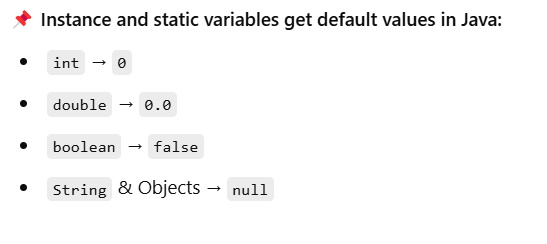 📌 Instance and static variables get default values in Java:
• int → 0
• double → 0.0
• boolean → false
• String & Objects → null